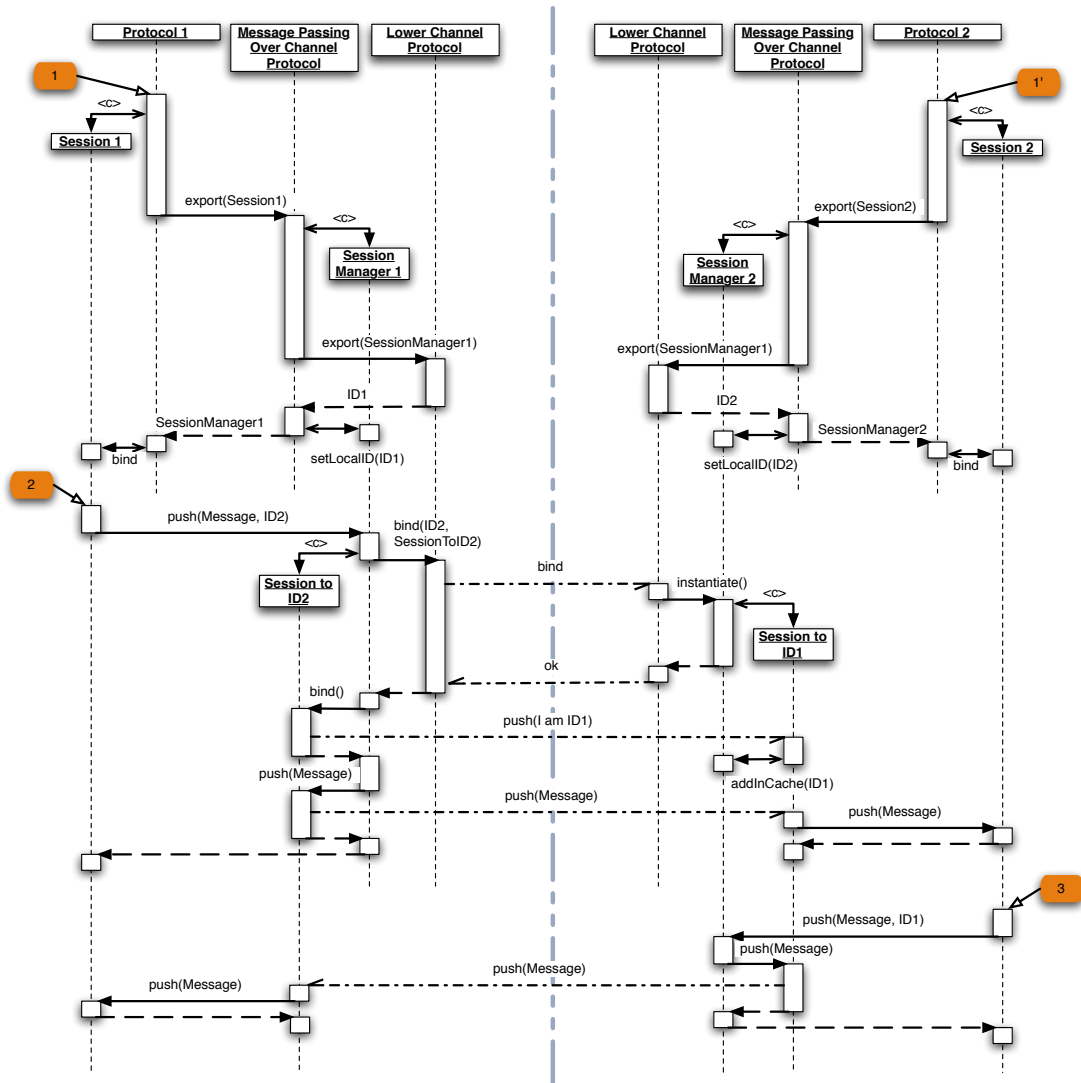 Protocol 1
Message Passing
Over Channel
Protocol
Lower Channel
Protocol
Lower Channel
Protocol
Message Passing
Over Channel
Protocol
Protocol 2
1
1'
<c>
Session 1
<c>
Session 2
export(Session1)
export(Session2)
<c>
Session
Manager 1
<c>
Session
Manager 2
export(SessionManager1)
export(SessionManager1)
ID1
ID2
SessionManager1
SessionManager2
bind
setLocalID(ID1)
setLocalID(ID2)
bind
2
push(Message, ID2)
bind(ID2,
SessionToID2)
<c>
Session to
ID2
bind
instantiate()
<c>
Session to
ID1
ok
bind()
push(I am ID1)
push(Message)
addInCache(ID1)
push(Message)
push(Message)
3
push(Message, ID1)
push(Message)
push(Message)
push(Message)